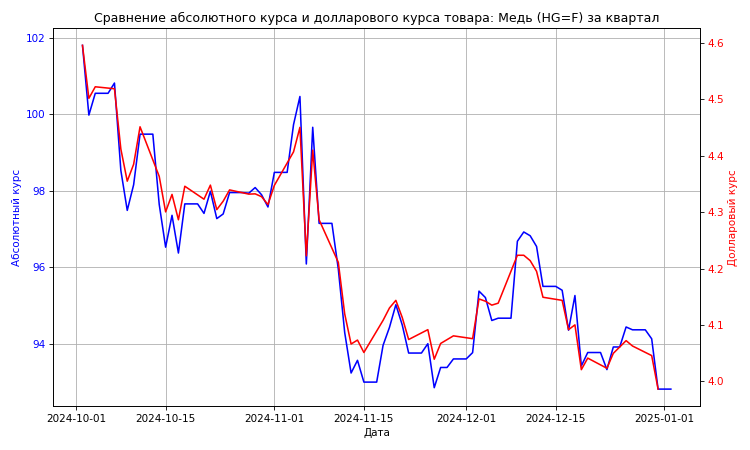 Сравнение абсолютного курса и долларового курса товара: Медь (HG=F) за квартал
102
100
98
96
94
Абсолютный курс
4.6
4.5
4.4
4.3
4.2
4.1
4.0
Долларовый курс
2024-10-01 2024-10-15 2024-11-01 2024-11-15 2024-12-01 2024-12-15 2025-01-01
Дата